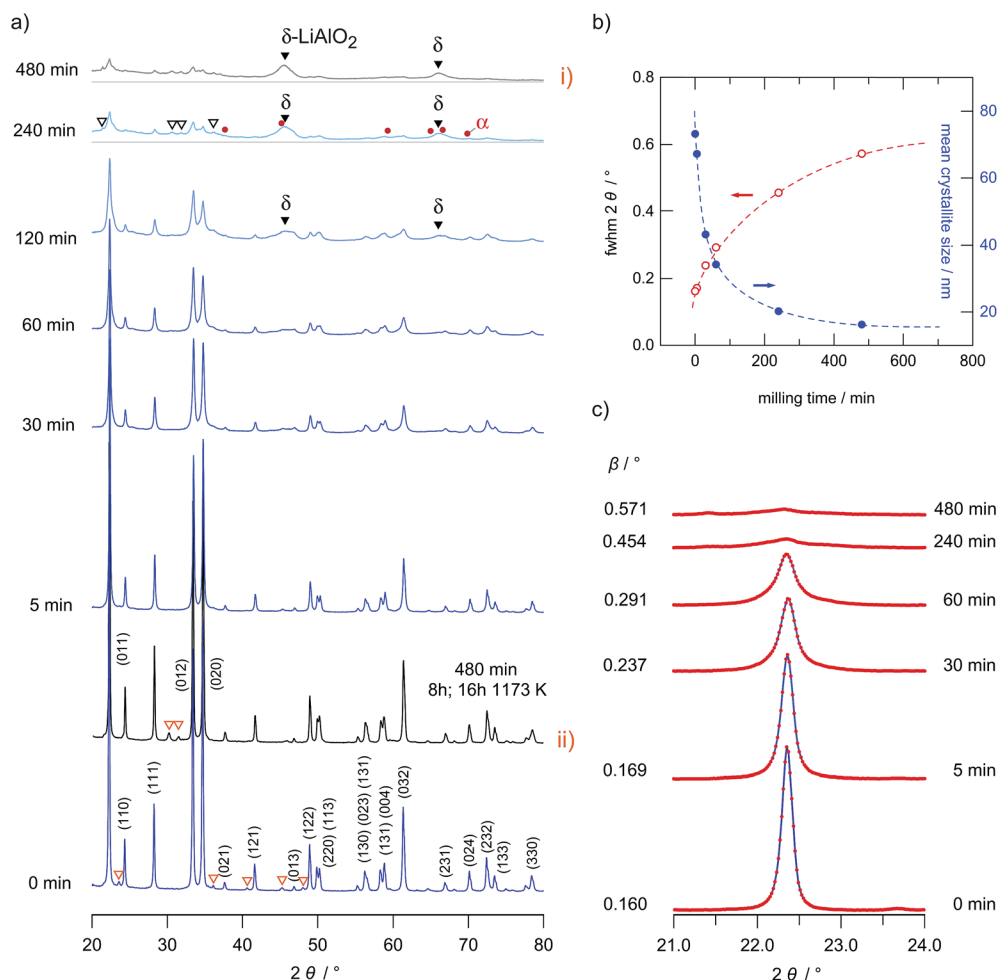 a)
δ-LiAlO2
δ
480 min
i)
δ
δ
240 min
α
δ
δ
120 min
60 min
30 min
5 min
(011)
(012)
(020)
480 min
8h; 16h 1173 K
ii)
(110)
(111)
(021)
(121)
(013)
(122)
(220) (113)
(130) (023) (131)
(131) (004)
(032)
(231)
(024)
(232)
(133)
(330)
0 min
20 30 40 50 60 70 80
2 θ / °
b)
0.8
0.6
0.4
0.2
0.0
fwhm 2 θ / °
80
60
40
20
mean crystallite size / nm
0 200 400 600 800
milling time / min
c)
β / °
0.571 480 min
0.454 240 min
0.291 60 min
0.237 30 min
0.169 5 min
0.160 0 min
21.0 22.0 23.0 24.0
2 θ / °